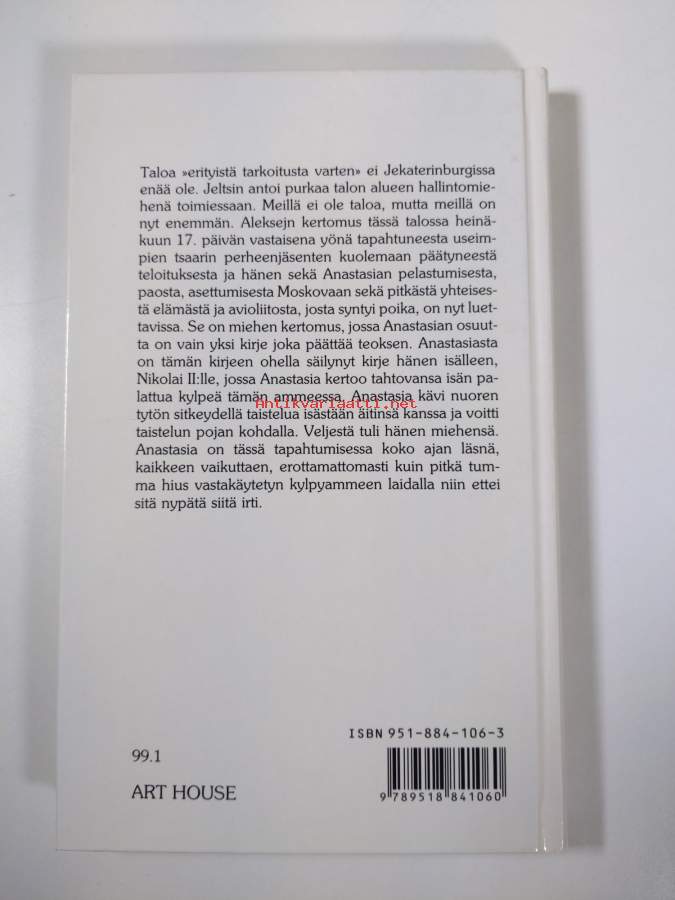 Taloa »erityistä tarkoitusta varten» ei Jekaterinburgissa
enää ole. Jeltsin antoi purkaa talon alueen hallintomie-
henä toimiessaan. Meillä ei ole taloa, mutta meillä on
nyt enemmän. Aleksejn kertomus tässä talossa heinä-
kuun 17. päivän vastaisena yönä tapahtuneesta useim-
pien tsaarin perheenjäsenten kuolemaan päätyneestä
teloituksesta ja hänen sekä Anastasian pelastumisesta,
paosta, asettumisesta Moskovaan sekä pitkästä yhteises-
tä elämästä ja avioliitosta, josta syntyi poika, on nyt luet-
tavissa. Se on miehen kertomus, jossa Anastasian osuut-
ta on vain yksi kirje joka päättää teoksen. Anastasiasta
on tämän kirjeen ohella säilynyt kirje hänen isälleen,
Nikolai II:lle, jossa Anastasia kertoo tahtovansa isän pa-
lattua kylpeä tämän ammeessa. Anastasia kävi nuoren
Antikvariaatti.net
tytön sitkeydellä taistelua isästään äitinsä kanssa ja voitti
taistelun pojan kohdalla. Veljestä tuli hänen miehensä.
Anastasia on tässä tapahtumisessa koko ajan läsnä,
kaikkeen vaikuttaen, erottamattomasti kuin pitkä tum-
ma hius vastakäytetyn kylpyammeen laidalla niin ettei
sitä nypätä siitä irti.
ISBN 951-884-106-3
99.1
ART HOUSE
9 789518 841060